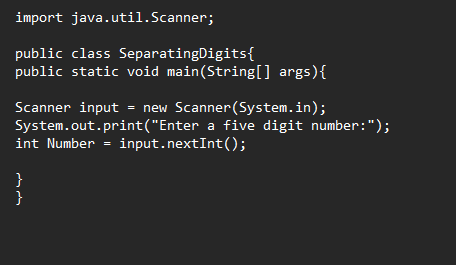 import java.util.Scanner;
public class SeparatingDigits{
public static void main(String[] args){
Scanner input = new Scanner(System.in);
System.out.print("Enter a five digit number:");
int Number = input.nextInt();
}
}